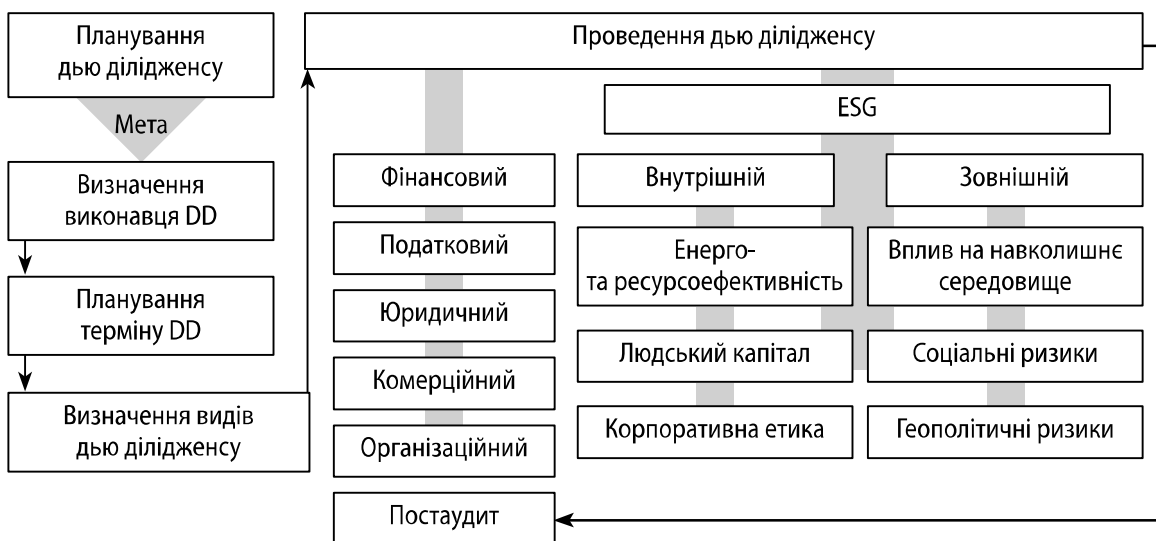 Планування
дью ділідженсу
Мета
Визначення
виконавця DD
Планування
терміну DD
Визначення видів
дью ділідженсу
Проведення дью ділідженсу
Фінансовий
Податковий
Юридичний
Комерційний
Організаційний
Постаудит
ESG
Внутрішній
Енерго-
та ресурсоефективність
Людський капітал
Корпоративна етика
Зовнішній
Вплив на навколишнє
середовище
Соціальні ризики
Геополітичні ризики